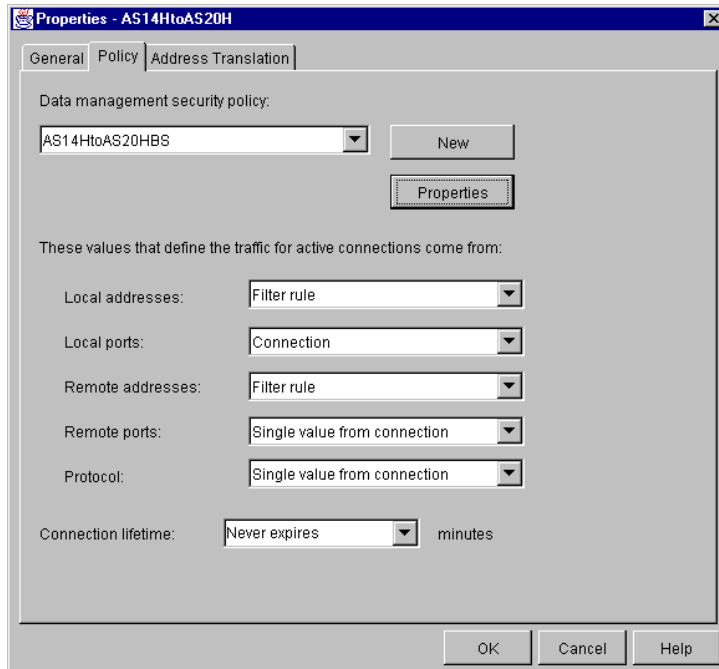 Properties - AS14HtoAS20H
General Policy Address Translation
Data management security policy:
AS14HtoAS20HBS New
Properties
These values that define the traffic for active connections come from:
Local addresses: Filter rule
Local ports: Connection
Remote addresses: Filter rule
Remote ports: Single value from connection
Protocol: Single value from connection
Connection lifetime: Never expires minutes
OK Cancel Help